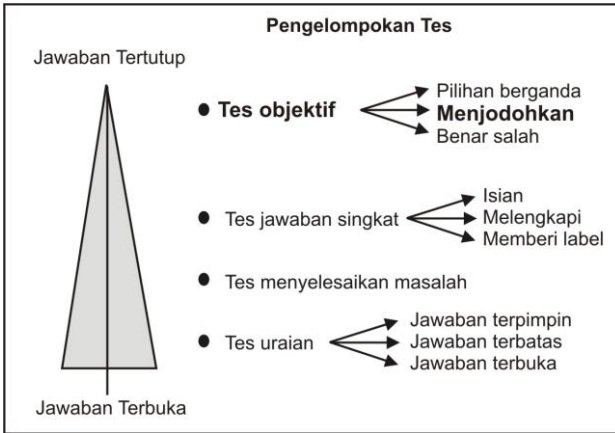 Pengelompokan Tes
Jawaban Tertutup
Tes objektif
Pilihan berganda
Menjodohkan
Benar salah
Tes jawaban singkat
Isian
Melengkapi
Memberi label
Tes menyelesaikan masalah
Tes uraian
Jawaban terpimpin
Jawaban terbatas
Jawaban terbuka
Jawaban Terbuka